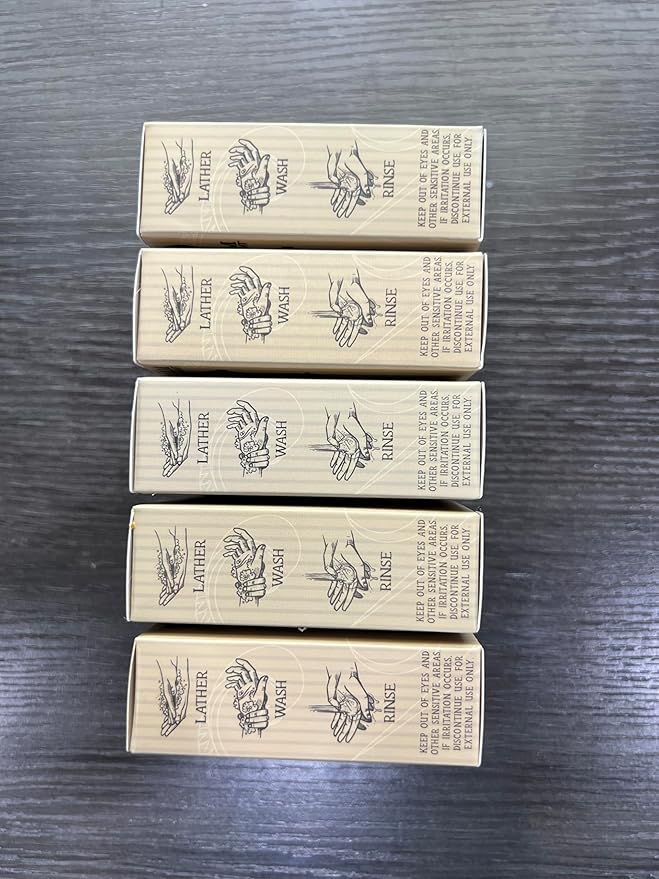 LATHER
WASH
RINSE
KEEP OUT OF EYES AND
OTHER SENSITIVE AREAS.
IF IRRITATION OCCURS,
DISCONTINUE USE. FOR
EXTERNAL USE ONLY.
LATHER
WASH
RINSE
KEEP OUT OF EYES AND
OTHER SENSITIVE AREAS.
IF IRRITATION OCCURS,
DISCONTINUE USE. FOR
EXTERNAL USE ONLY.
LATHER
WASH
RINSE
KEEP OUT OF EYES AND
OTHER SENSITIVE AREAS.
IF IRRITATION OCCURS,
DISCONTINUE USE. FOR
EXTERNAL USE ONLY.
LATHER
WASH
RINSE
KEEP OUT OF EYES AND
OTHER SENSITIVE AREAS.
IF IRRITATION OCCURS,
DISCONTINUE USE. FOR
EXTERNAL USE ONLY.
LATHER
WASH
RINSE
KEEP OUT OF EYES AND
OTHER SENSITIVE AREAS.
IF IRRITATION OCCURS,
DISCONTINUE USE. FOR
EXTERNAL USE ONLY.